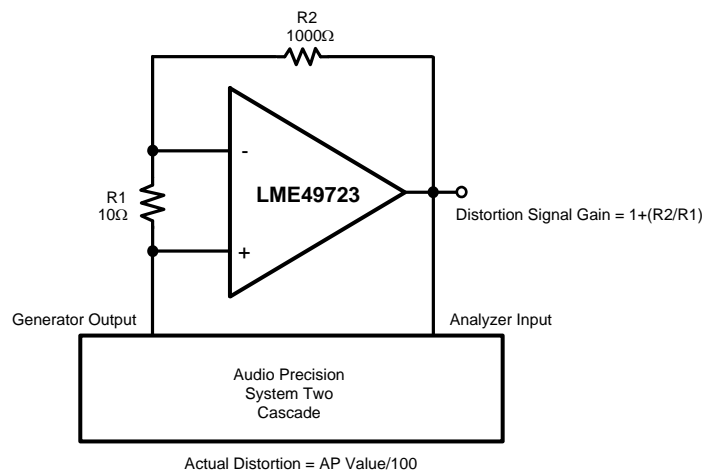 R2
1000Ω
-
LME49723
R1
10Ω
Distortion Signal Gain = 1+(R2/R1)
+
Generator Output
Analyzer Input
Audio Precision
System Two
Cascade
Actual Distortion = AP Value/100